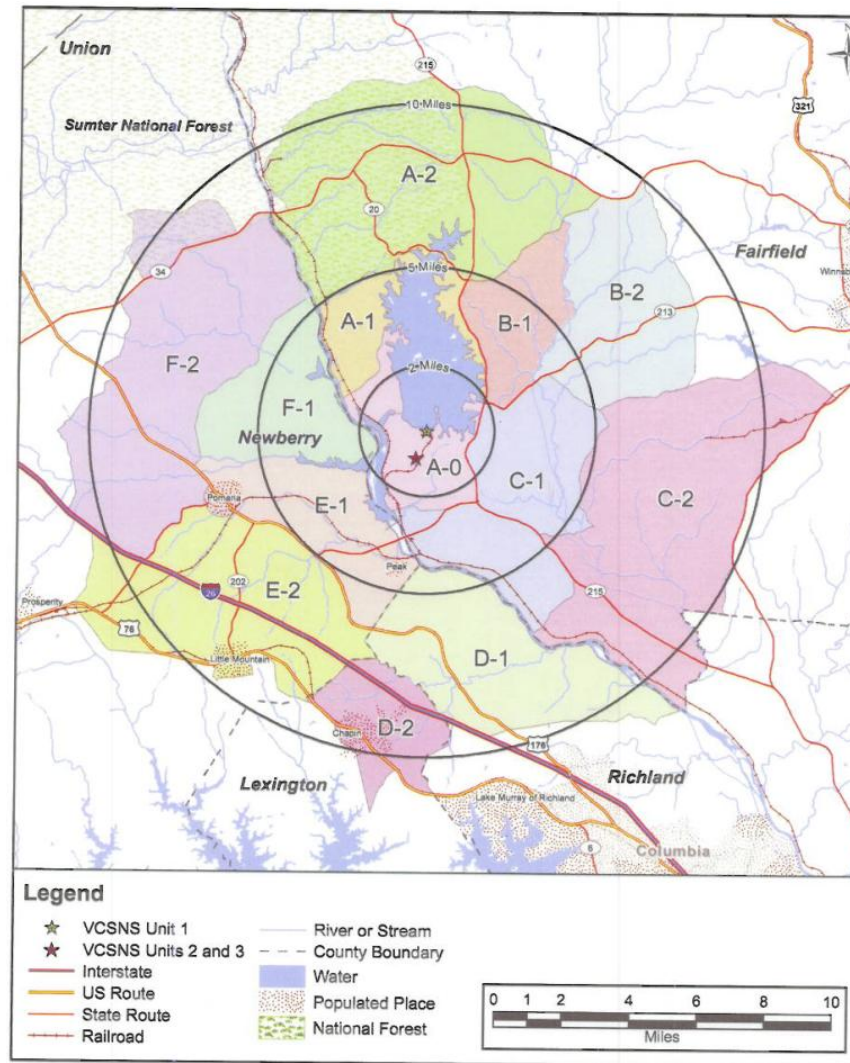 Union
215
10 Miles
321
Sumter National Forest
A-2
20
Fairfield
34
5 Miles
B-2
A-1
B-1
213
F-2
2 Miles
F-1
Newberry
A-0
C-1
C-2
E-1
Pomaria
Peak
E-2
202
26
215
Prosperity
76
D-1
Little Mountain
D-2
Chapin
176
Richland
Lexington
Lake Murray of Richland
6
Columbia
Legend
VCSNS Unit 1
VCSNS Units 2 and 3
Interstate
US Route
State Route
Railroad
River or Stream
County Boundary
Water
Populated Place
National Forest
0 1 2 4 6 8 10
Miles